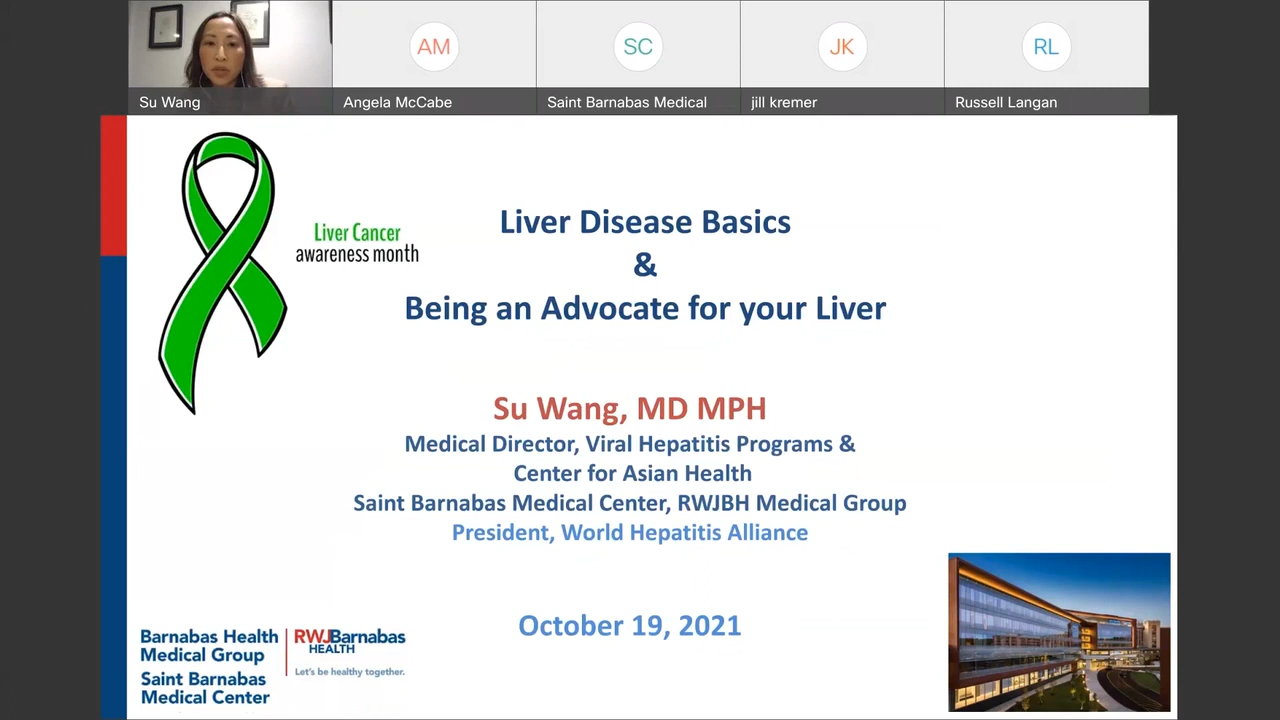 AM
SC
JK
RL
Su Wang
Angela McCabe
Saint Barnabas Medical
jill kremer
Russell Langan
Liver Cancer
awareness month
Liver Disease Basics
&
Being an Advocate for your Liver
Su Wang, MD MPH
Medical Director, Viral Hepatitis Programs &
Center for Asian Health
Saint Barnabas Medical Center, RWJBH Medical Group
President, World Hepatitis Alliance
October 19, 2021
Barnabas Health
Medical Group
Saint Barnabas
Medical Center
RWJBarnabas
HEALTH
Let's be healthy together.